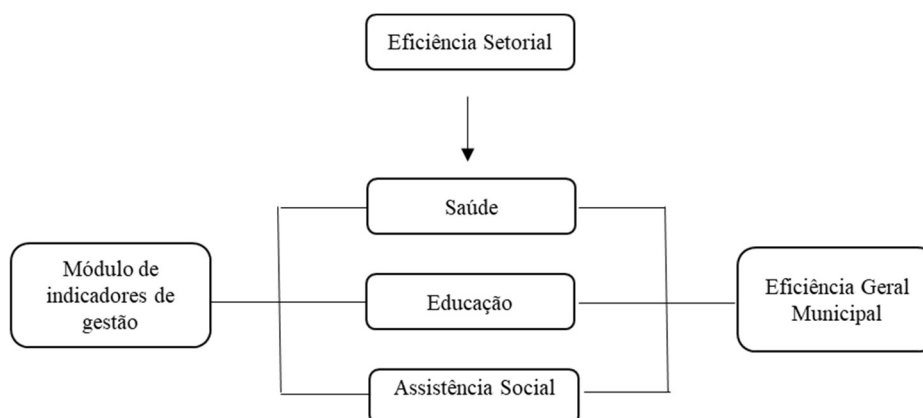 Eficiência Setorial
Saúde
Módulo de
indicadores de
gestão
Educação
Eficiência Geral
Municipal
Assistência Social